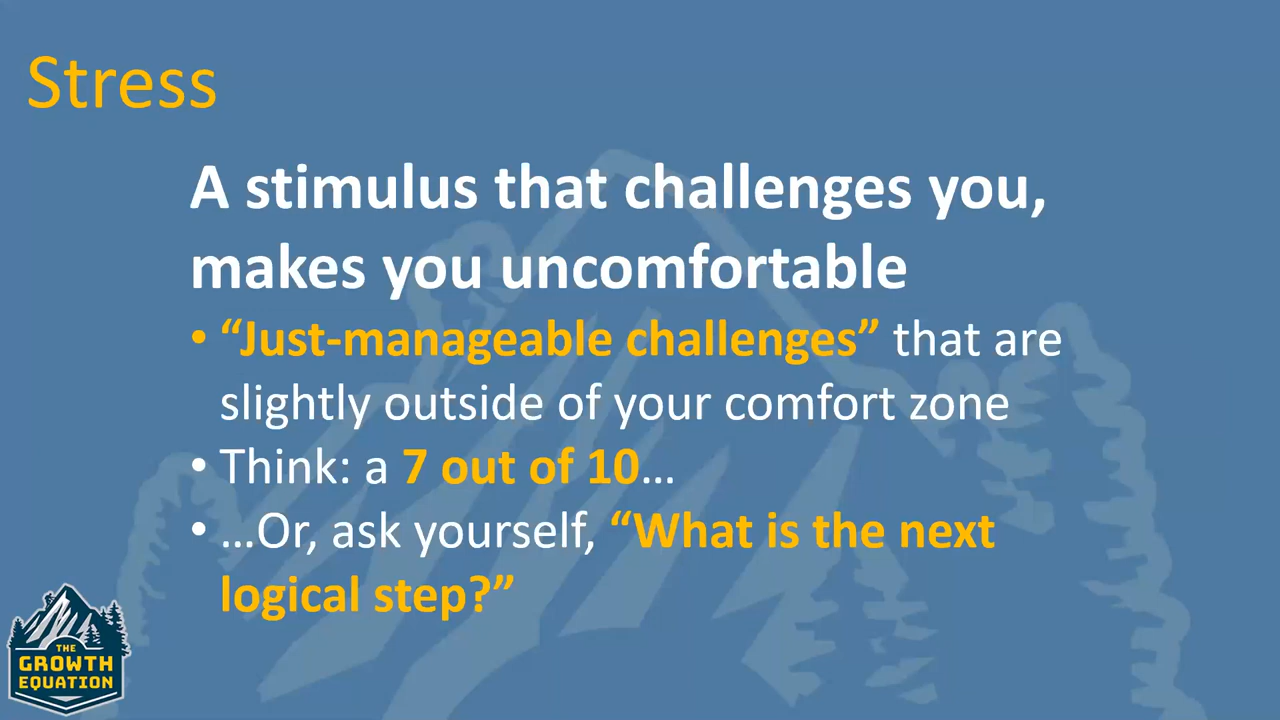 Stress
A stimulus that challenges you,
makes you uncomfortable
• “Just-manageable challenges” that are
slightly outside of your comfort zone
• Think: a 7 out of 10…
• …Or, ask yourself, “What is the next
logical step?”
THE
GROWTH
EQUATION